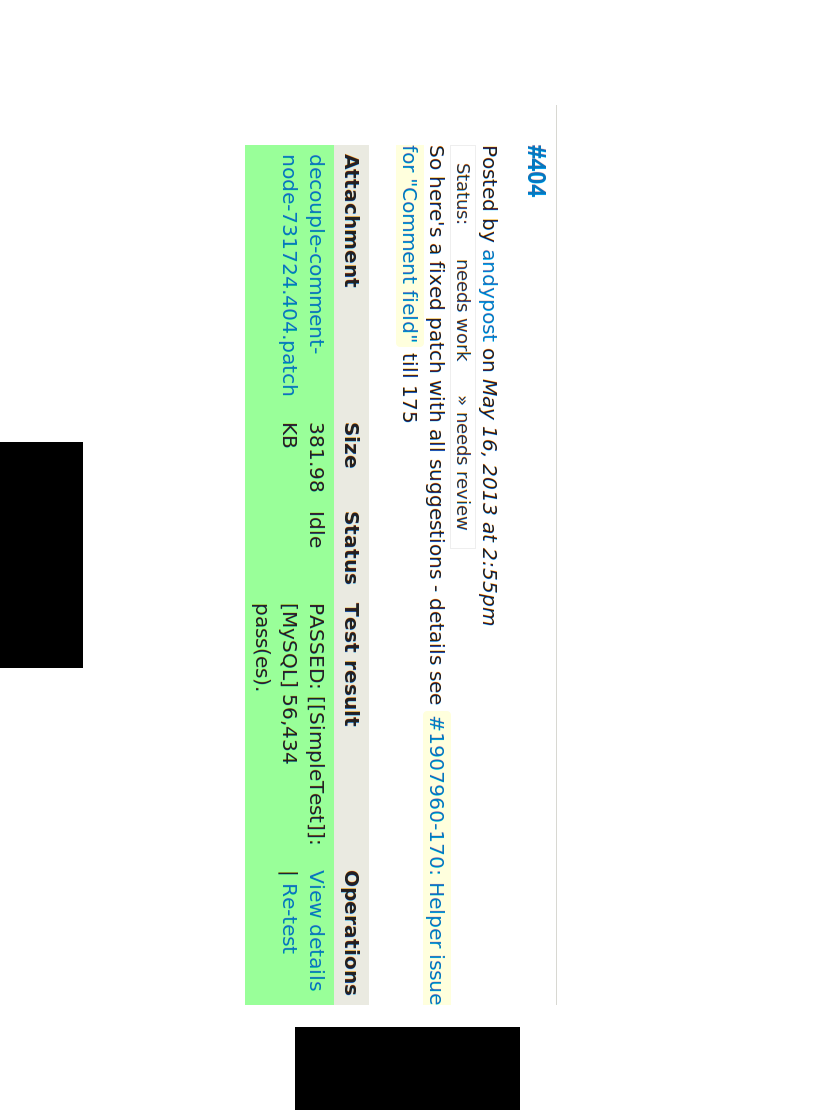 #404
Posted by andypost on May 16, 2013 at 2:55pm
Status: needs work » needs review
So here's a fixed patch with all suggestions - details see #1907960-170: Helper issue
for "Comment field" till 175
Attachment Size Status Test result Operations
decouple-comment- 381.98 Idle PASSED: [[SimpleTest]]: View details
node-731724.404.patch KB [MySQL] 56,434 | Re-test
pass(es).